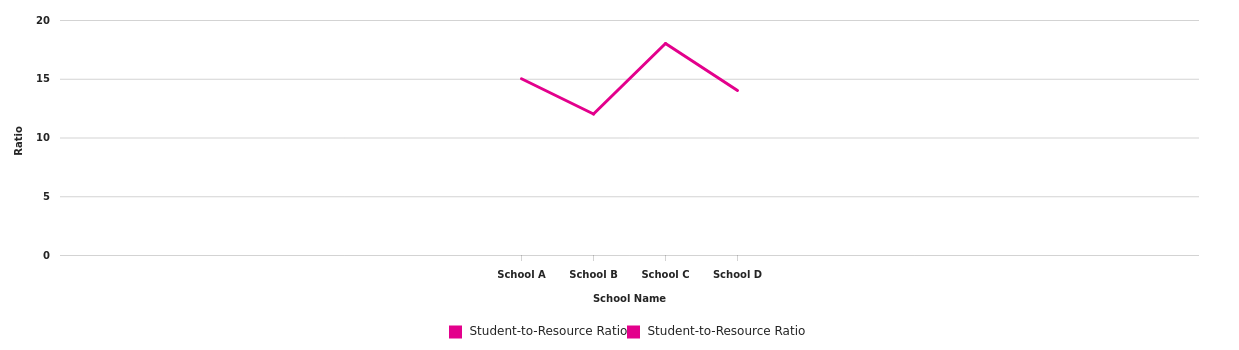 20
15
10
5
0
Ratio
School A School B School C School D
School Name
Student-to-Resource Ratio Student-to-Resource Ratio